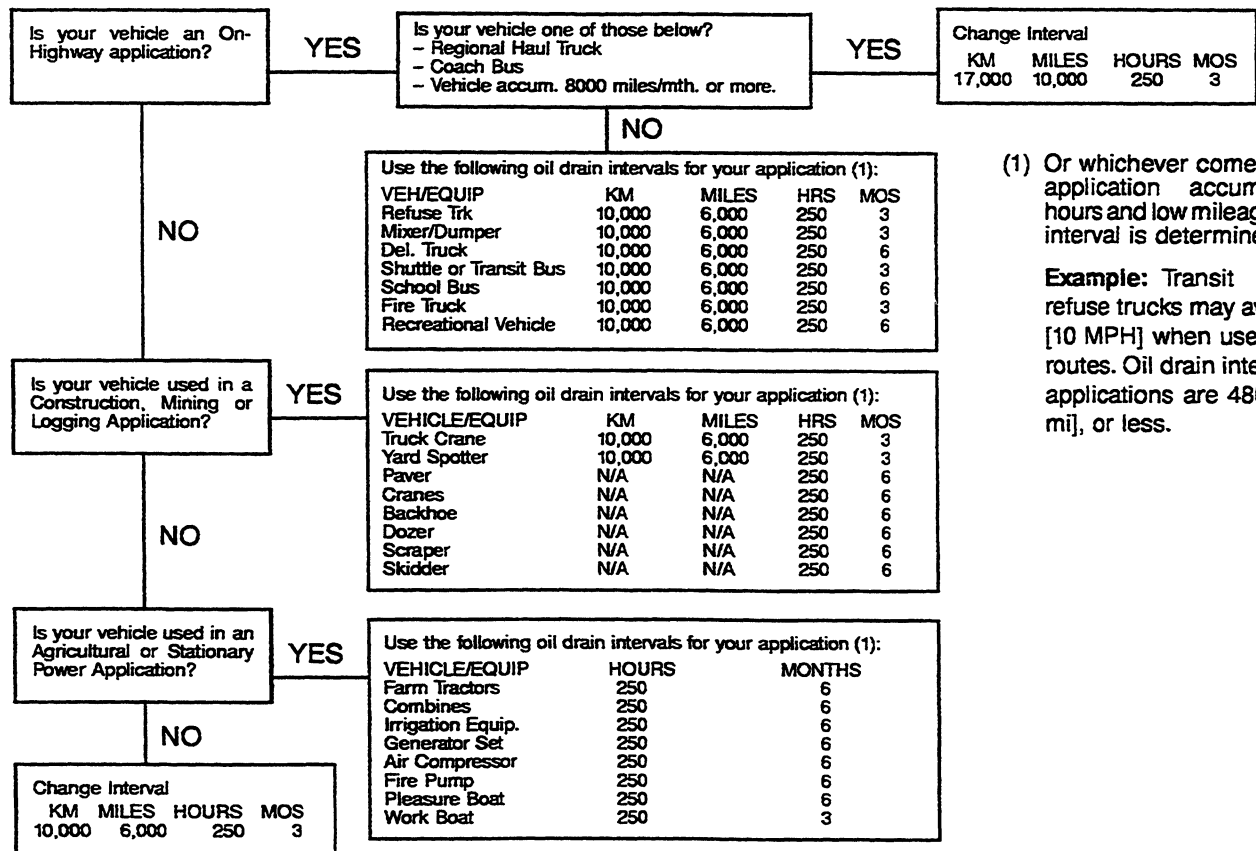 Is your vehicle an On-
Highway application?
YES
Is your vehicle one of those below?
– Regional Haul Truck
– Coach Bus
– Vehicle accum. 8000 miles/mth. or more.
YES
Change Interval
KM MILES HOURS MOS
17,000 10,000 250 3
NO
NO
Use the following oil drain intervals for your application (1):
VEH/EQUIP KM MILES HRS MOS
Refuse Trk 10,000 6,000 250 3
Mixer/Dumper 10,000 6,000 250 3
Del. Truck 10,000 6,000 250 6
Shuttle or Transit Bus 10,000 6,000 250 3
School Bus 10,000 6,000 250 6
Fire Truck 10,000 6,000 250 3
Recreational Vehicle 10,000 6,000 250 6
(1) Or whichever come
application accum
hours and low mileag
interval is determine
Example: Transit
refuse trucks may av
[10 MPH] when use
routes. Oil drain inte
applications are 48
mi], or less.
Is your vehicle used in a
Construction, Mining or
Logging Application?
YES
Use the following oil drain intervals for your application (1):
VEHICLE/EQUIP KM MILES HRS MOS
Truck Crane 10,000 6,000 250 3
Yard Spotter 10,000 6,000 250 3
Paver N/A N/A 250 6
Cranes N/A N/A 250 6
Backhoe N/A N/A 250 6
Dozer N/A N/A 250 6
Scraper N/A N/A 250 6
Skidder N/A N/A 250 6
NO
Is your vehicle used in an
Agricultural or Stationary
Power Application?
YES
Use the following oil drain intervals for your application (1):
VEHICLE/EQUIP HOURS MONTHS
Farm Tractors 250 6
Combines 250 6
Irrigation Equip. 250 6
Generator Set 250 6
Air Compressor 250 6
Fire Pump 250 6
Pleasure Boat 250 6
Work Boat 250 3
NO
Change Interval
KM MILES HOURS MOS
10,000 6,000 250 3